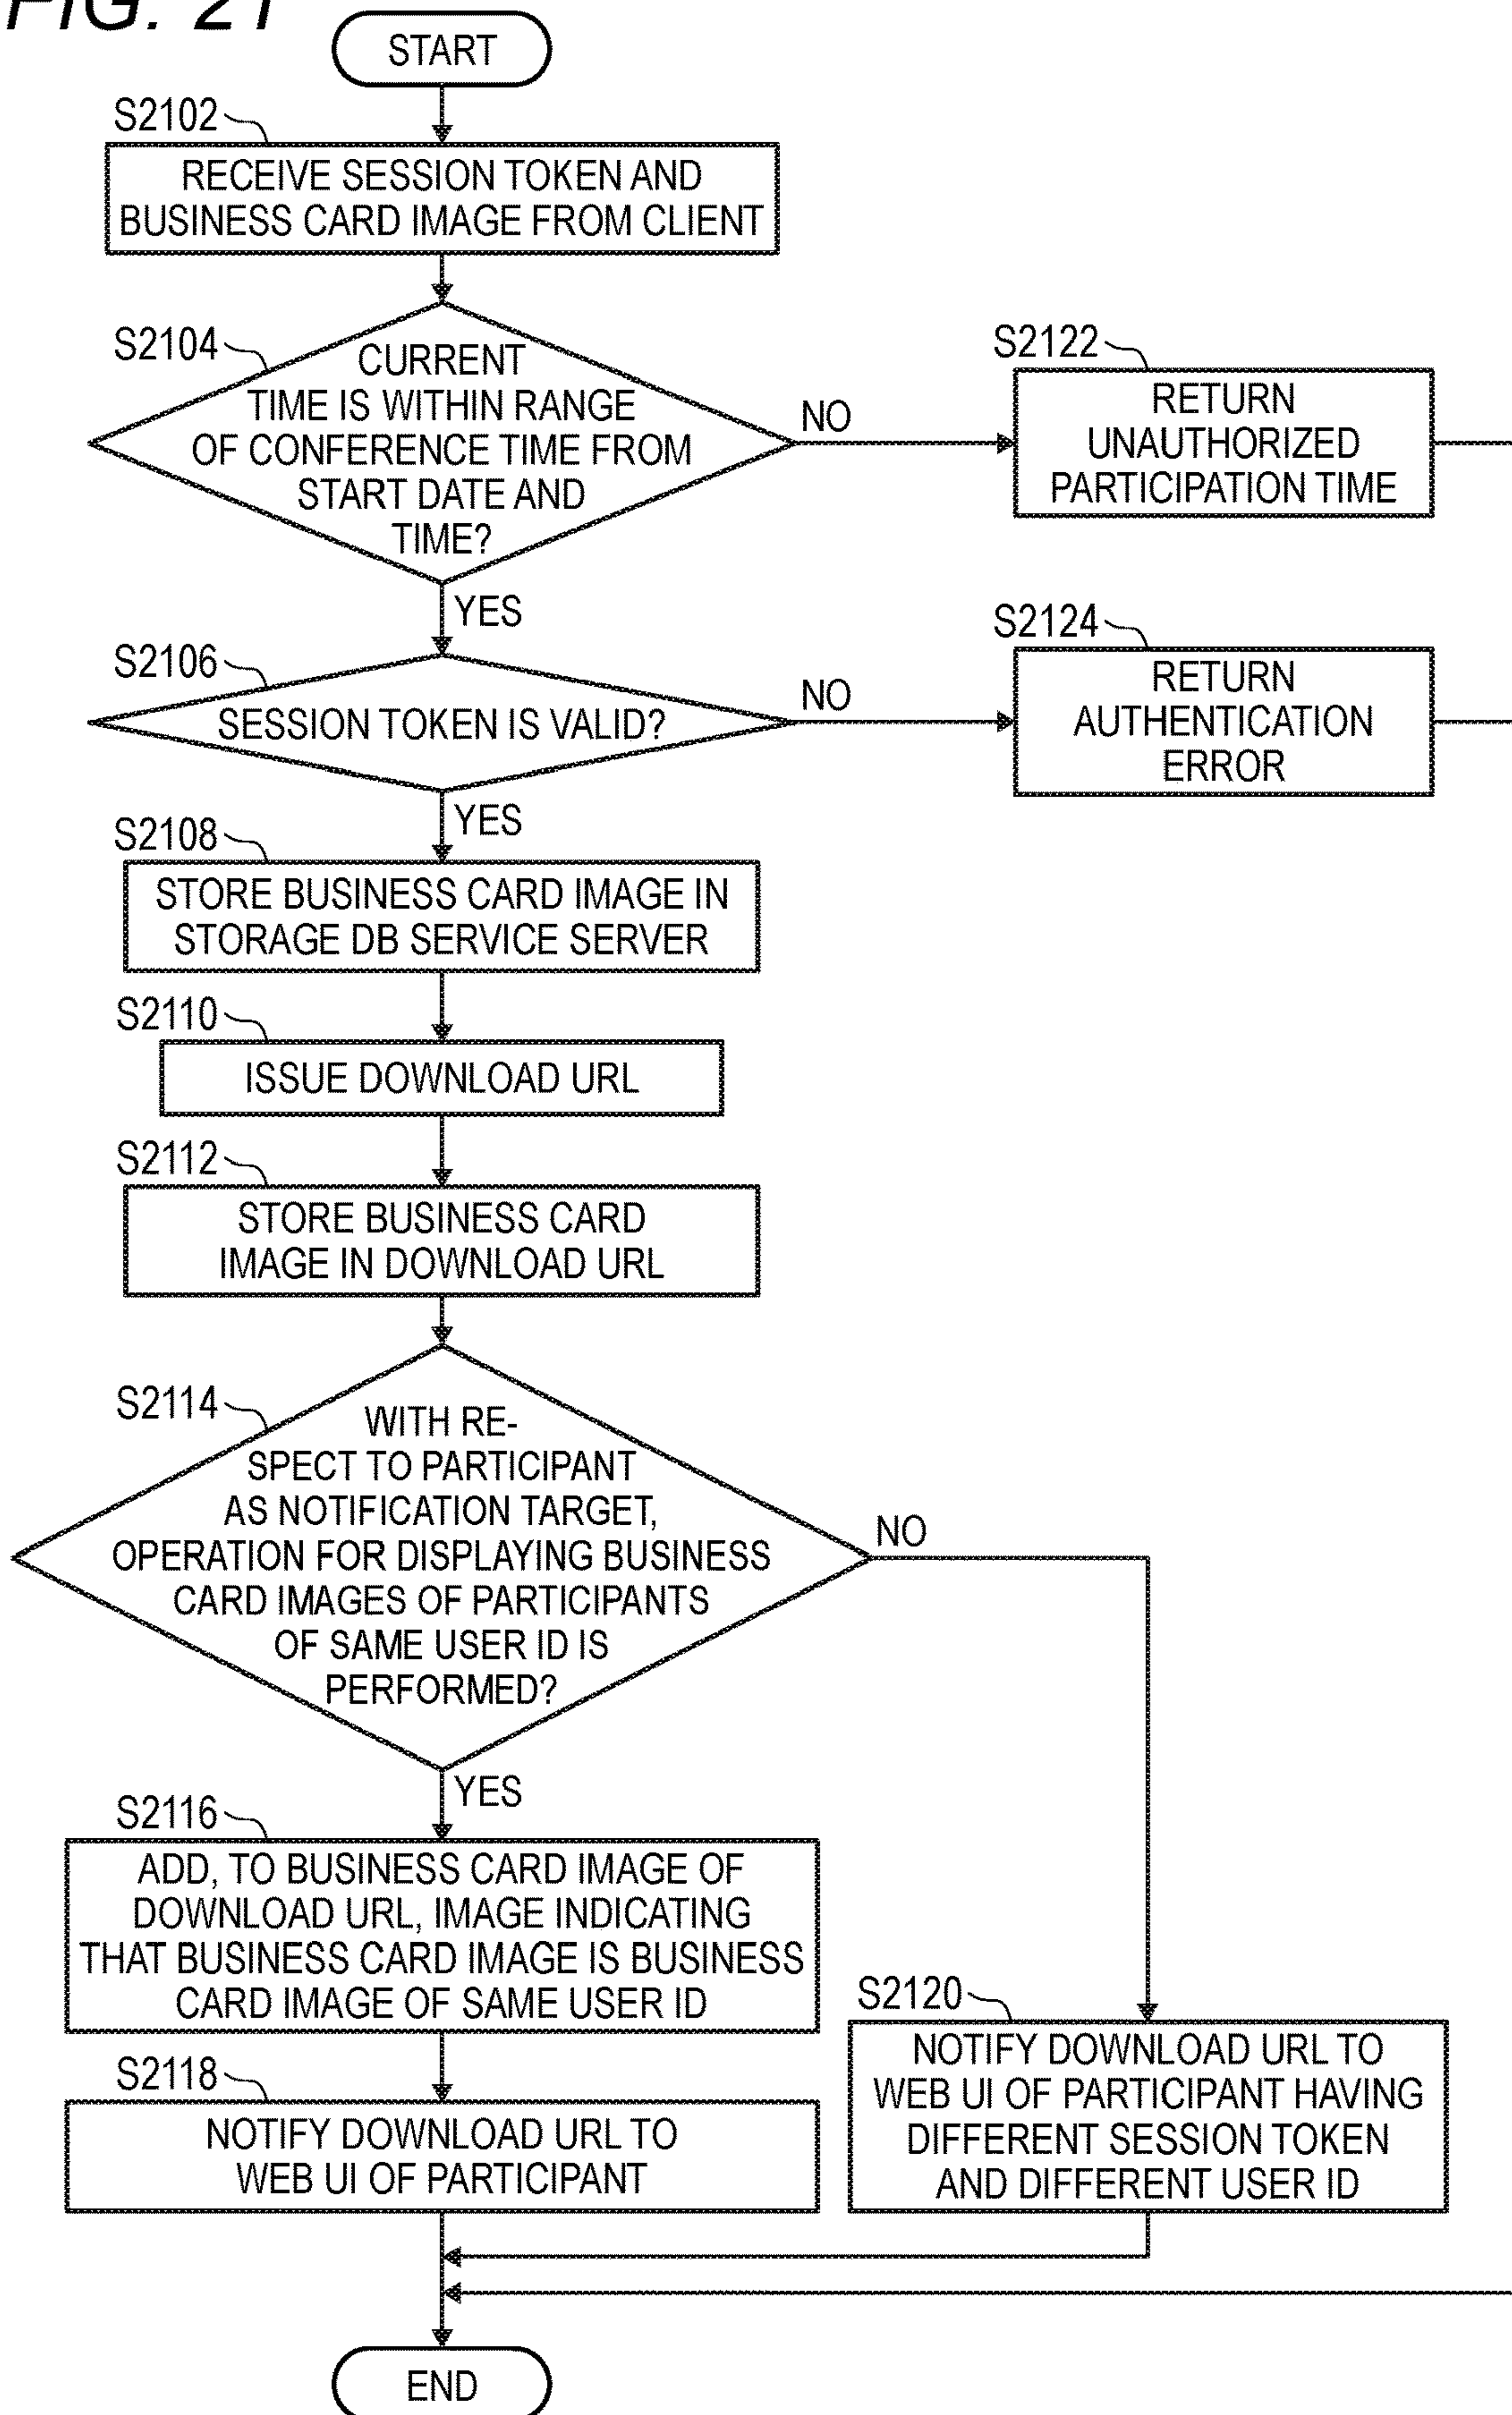 FIG. 21
START
S2102
RECEIVE SESSION TOKEN AND
BUSINESS CARD IMAGE FROM CLIENT
S2104
CURRENT
TIME IS WITHIN RANGE
OF CONFERENCE TIME FROM
START DATE AND
TIME?
NO
S2122
RETURN
UNAUTHORIZED
PARTICIPATION TIME
YES
S2106
SESSION TOKEN IS VALID?
NO
S2124
RETURN
AUTHENTICATION
ERROR
YES
S2108
STORE BUSINESS CARD IMAGE IN
STORAGE DB SERVICE SERVER
S2110
ISSUE DOWNLOAD URL
S2112
STORE BUSINESS CARD
IMAGE IN DOWNLOAD URL
S2114
WITH RE-
SPECT TO PARTICIPANT
AS NOTIFICATION TARGET,
OPERATION FOR DISPLAYING BUSINESS
CARD IMAGES OF PARTICIPANTS
OF SAME USER ID IS
PERFORMED?
NO
YES
S2116
ADD, TO BUSINESS CARD IMAGE OF
DOWNLOAD URL, IMAGE INDICATING
THAT BUSINESS CARD IMAGE IS BUSINESS
CARD IMAGE OF SAME USER ID
S2118
NOTIFY DOWNLOAD URL TO
WEB UI OF PARTICIPANT
S2120
NOTIFY DOWNLOAD URL TO
WEB UI OF PARTICIPANT HAVING
DIFFERENT SESSION TOKEN
AND DIFFERENT USER ID
END